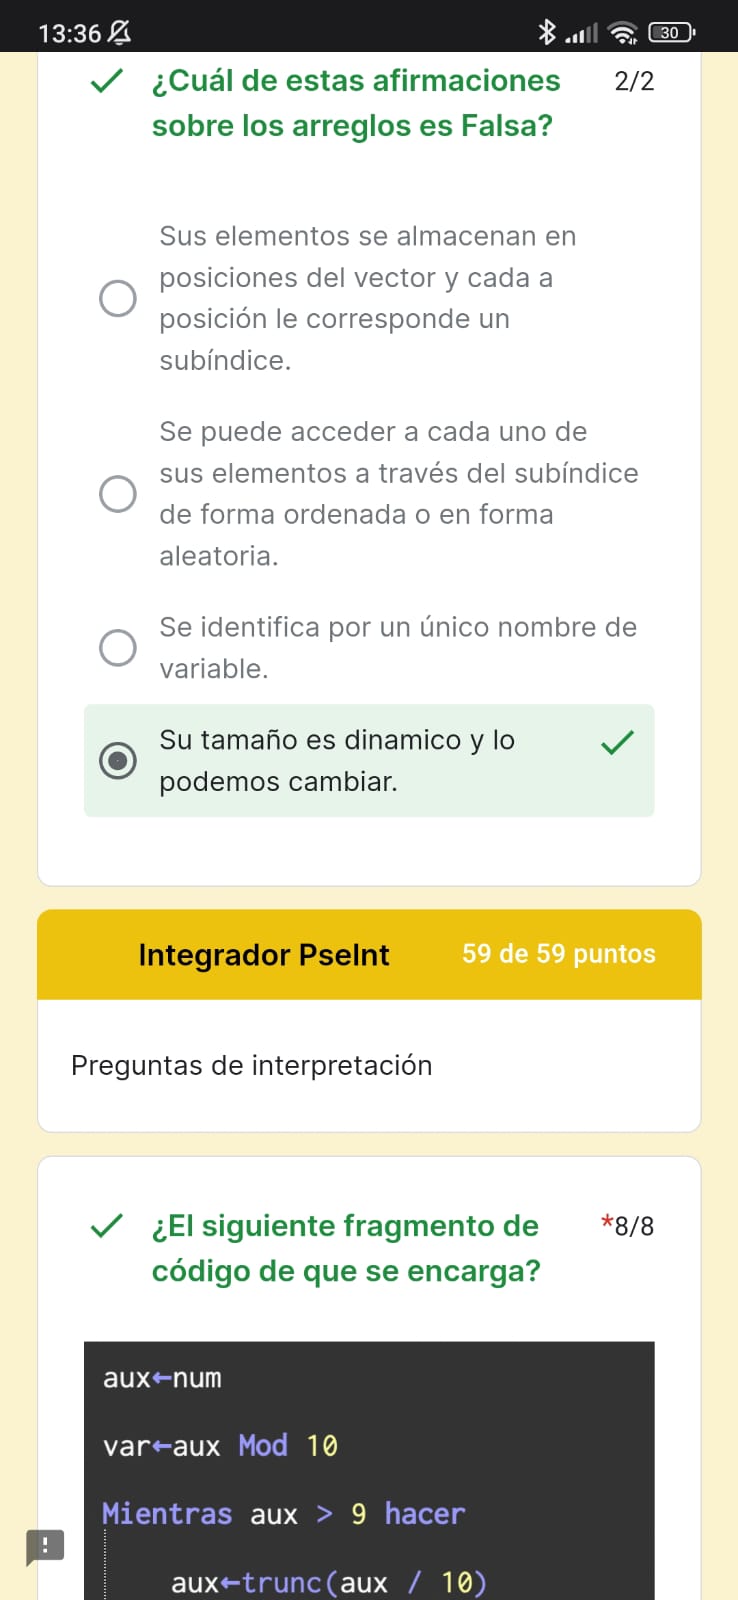 13:36
30
¿Cuál de estas afirmaciones 2/2
sobre los arreglos es Falsa?
Sus elementos se almacenan en
posiciones del vector y cada a
posición le corresponde un
subíndice.
Se puede acceder a cada uno de
sus elementos a través del subíndice
de forma ordenada o en forma
aleatoria.
Se identifica por un único nombre de
variable.
Su tamaño es dinamico y lo
podemos cambiar.
Integrador PseInt 59 de 59 puntos
Preguntas de interpretación
¿El siguiente fragmento de *8/8
código de que se encarga?
aux←num
var←aux Mod 10
Mientras aux > 9 hacer
aux←trunc(aux / 10)